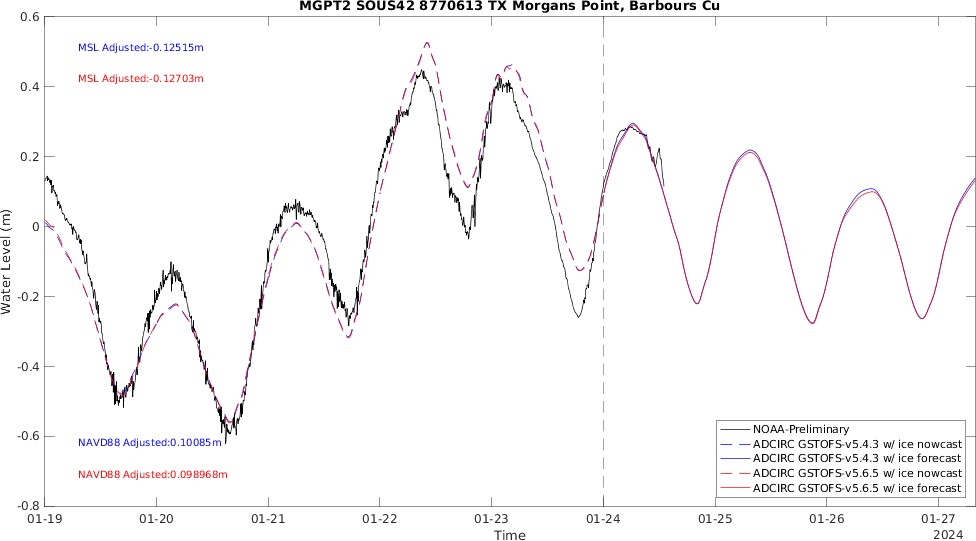 MGPT2 SOUS42 8770613 TX Morgans Point, Barbours Cu
MSL Adjusted:-0.12515m
MSL Adjusted:-0.12703m
Water Level (m)
0.6
0.4
0.2
0
-0.2
-0.4
-0.6
-0.8
NAVD88 Adjusted:0.10085m
NAVD88 Adjusted:0.098968m
NOAA-Preliminary
ADCIRC GSTOFS-v5.4.3 w/ ice nowcast
ADCIRC GSTOFS-v5.4.3 w/ ice forecast
ADCIRC GSTOFS-v5.6.5 w/ ice nowcast
ADCIRC GSTOFS-v5.6.5 w/ ice forecast
01-19 01-20 01-21 01-22 01-23 01-24 01-25 01-26 01-27
Time
2024